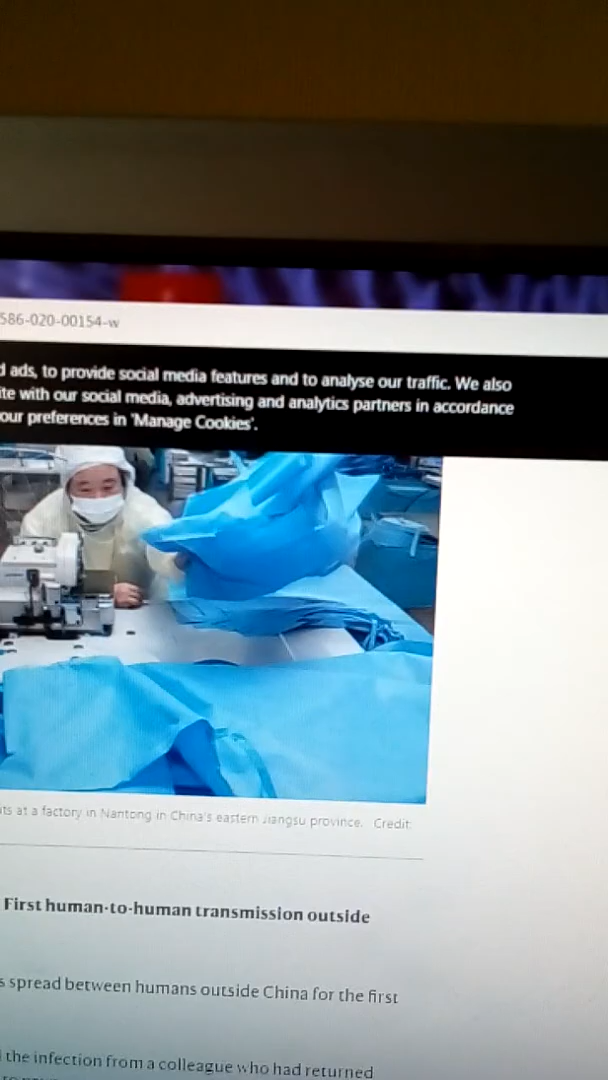 586-020-00154-w
d ads, to provide social media features and to analyse our traffic. We also
ite with our social media, advertising and analytics partners in accordance
our preferences in 'Manage Cookies'.
its at a factory in Nantong in China's eastern Jiangsu province. Credit:
First human-to-human transmission outside
s spread between humans outside China for the first
the infection from a colleague who had returned